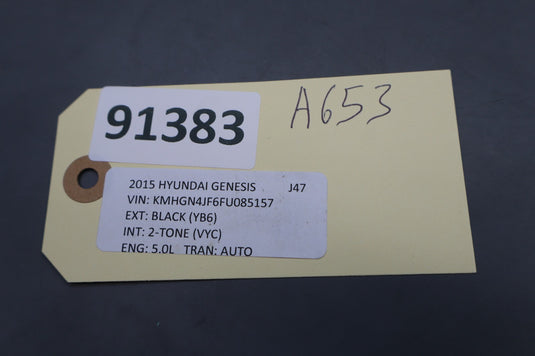 91383
A653
2015 HYUNDAI GENESIS J47
VIN: KMHGN4JF6FU085157
EXT: BLACK (YB6)
INT: 2-TONE (VYC)
ENG: 5.0L TRAN: AUTO